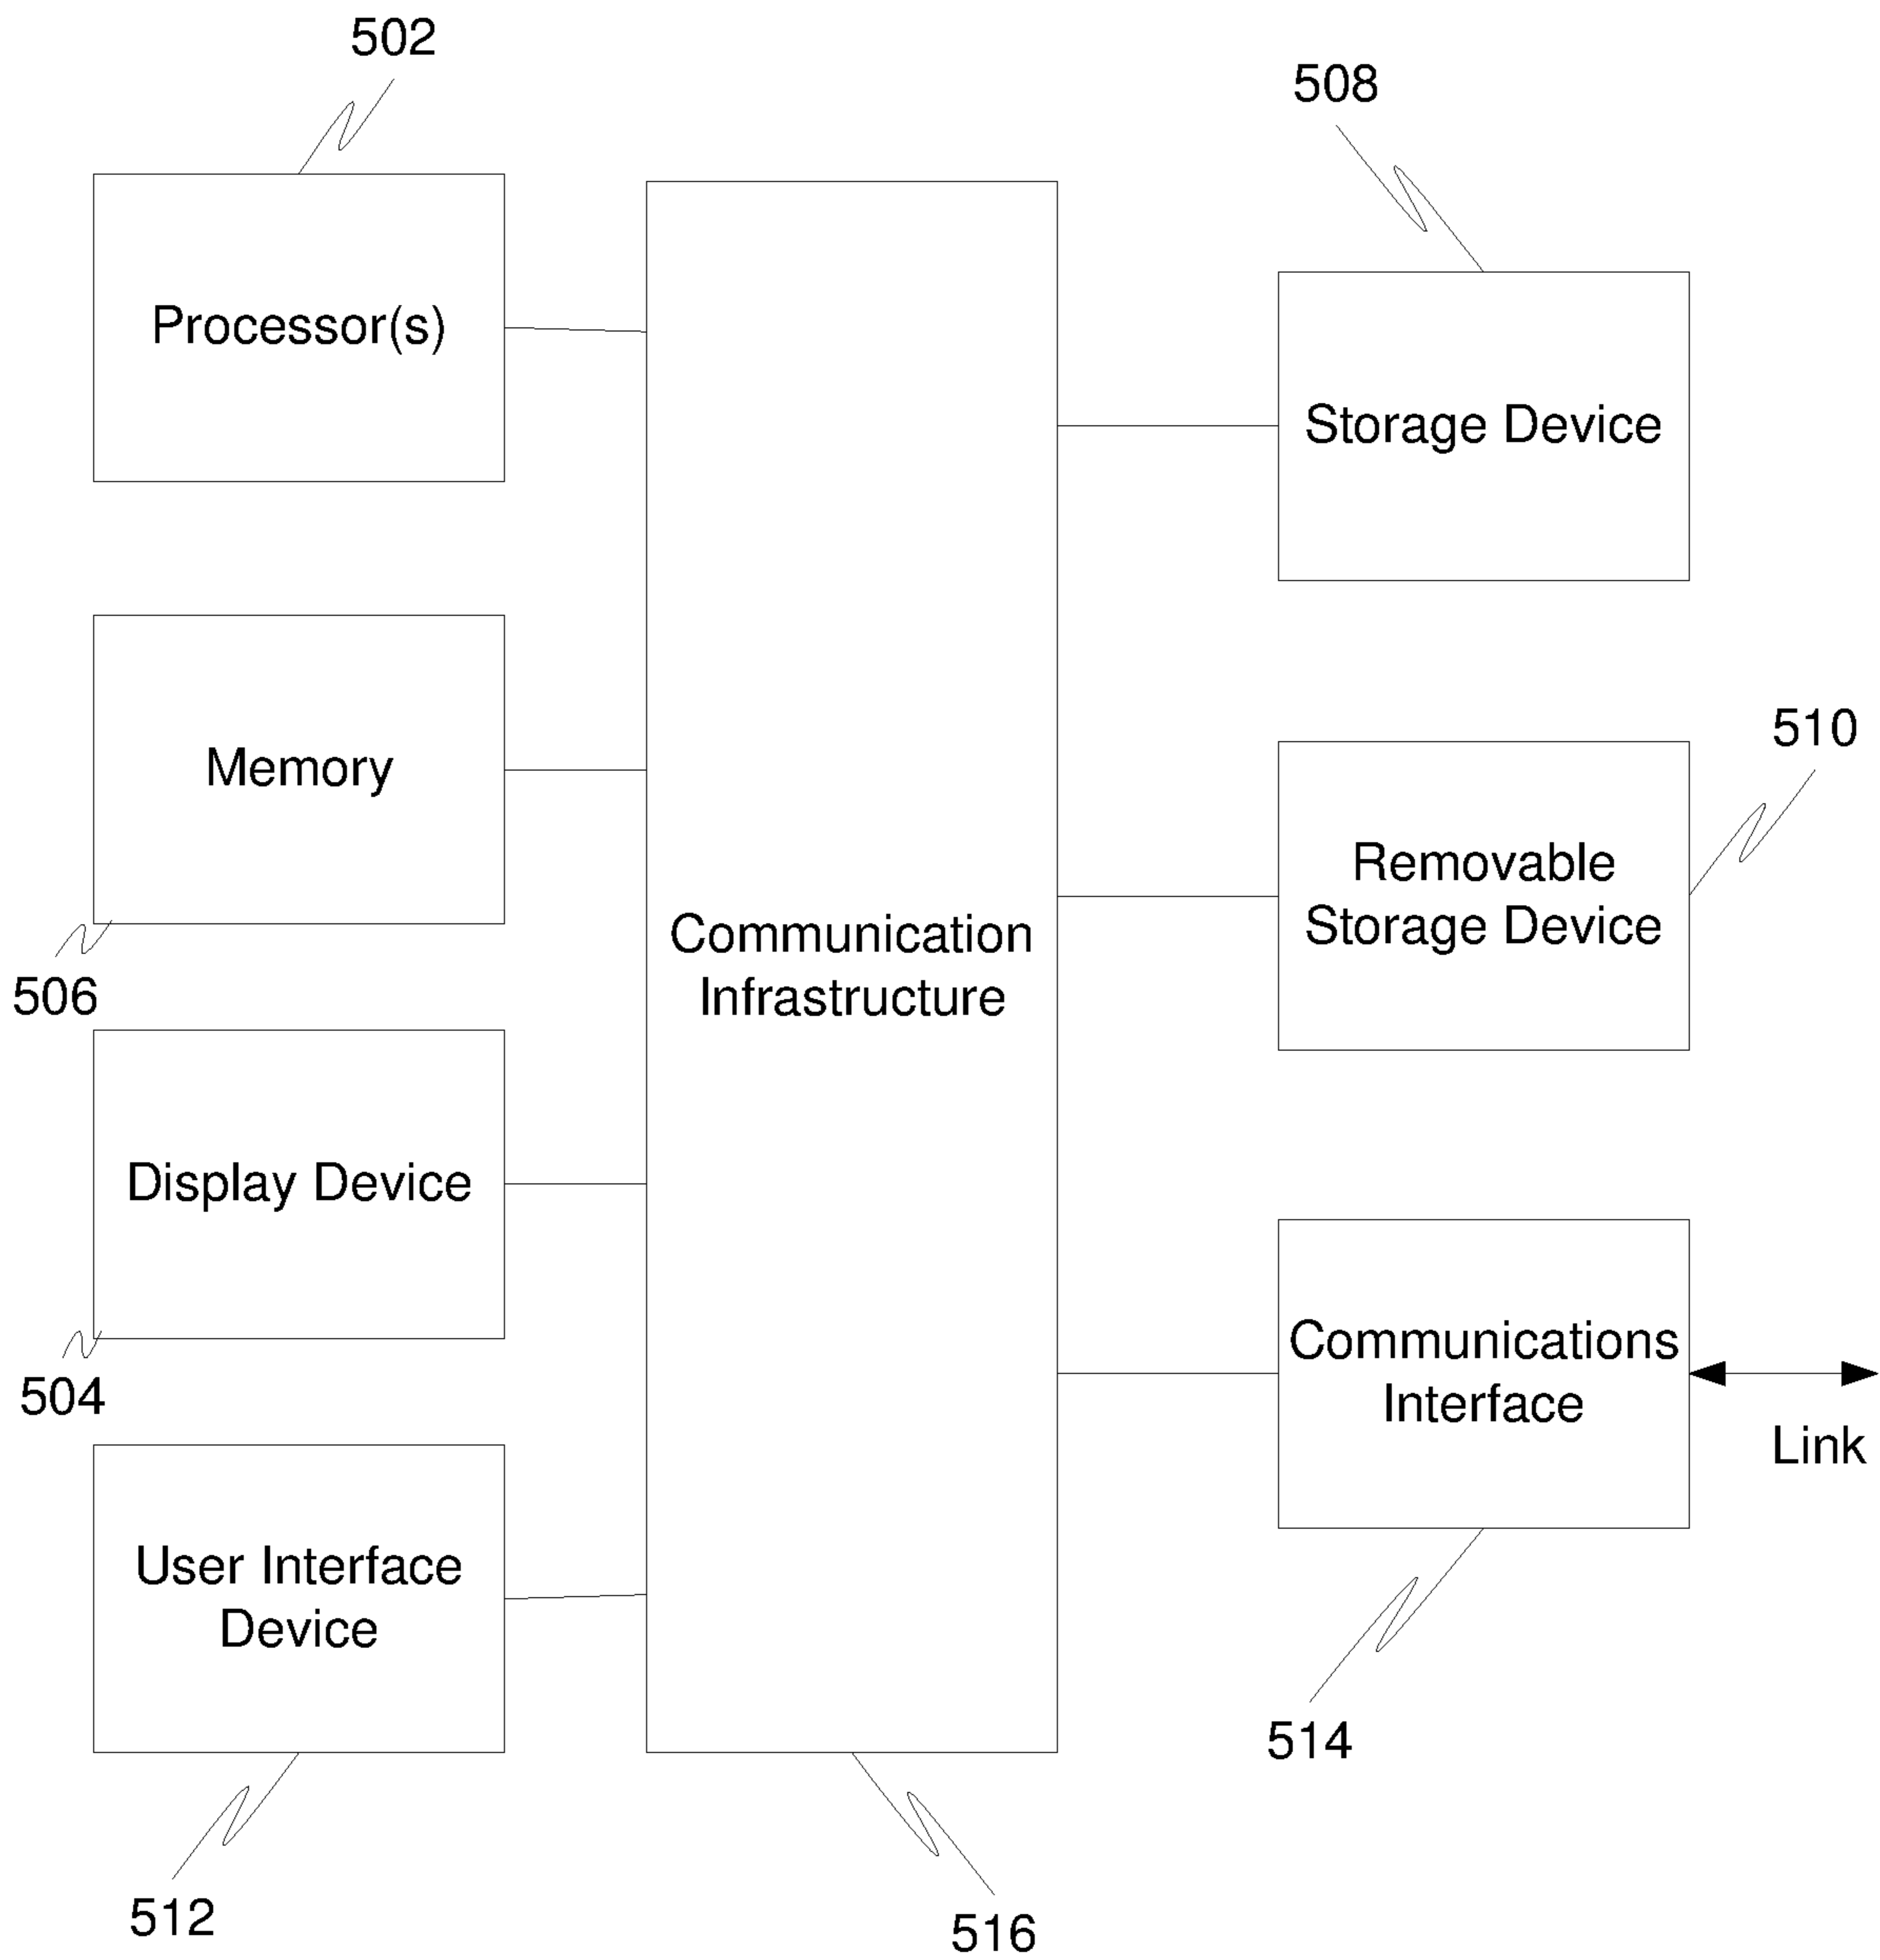 502
508
Processor(s)
Storage Device
510
Memory
Removable
Storage Device
Communication
Infrastructure
506
Display Device
Communications
Interface
504
Link
User Interface
Device
514
512
516